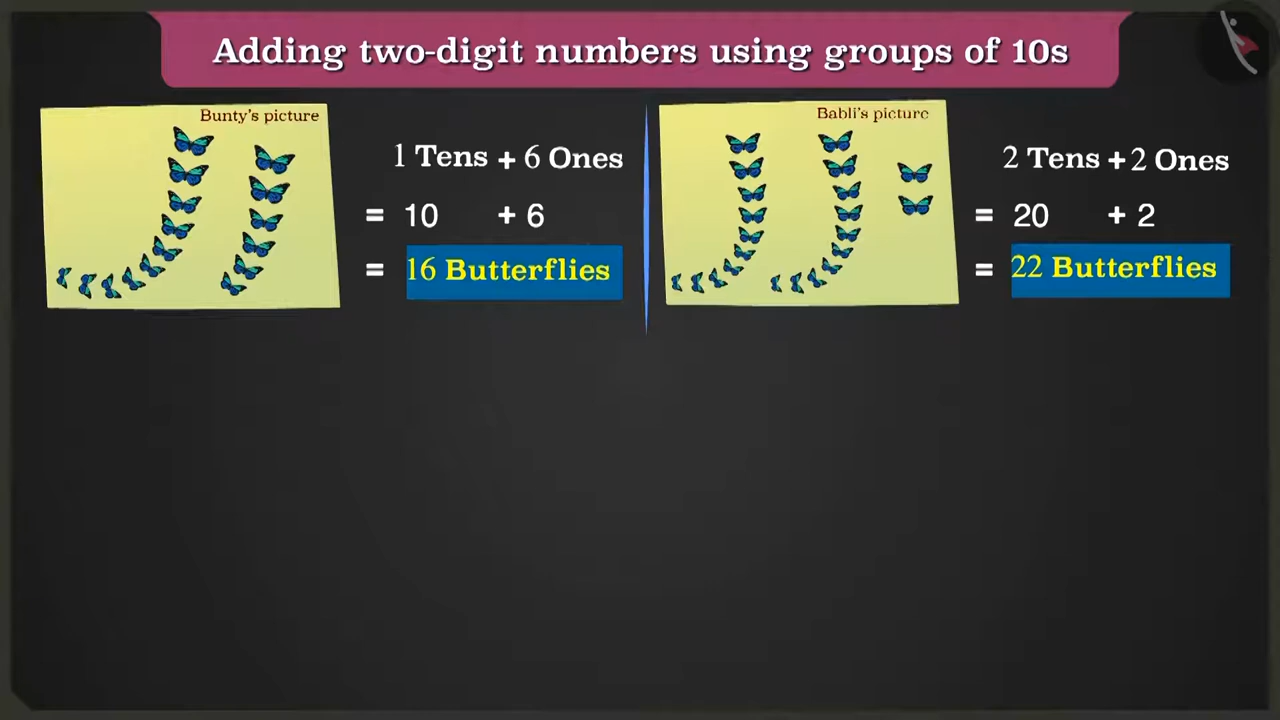 Adding two-digit numbers using groups of 10s
Bunty's picture
1 Tens + 6 Ones
= 10 + 6
= 16 Butterflies
Babli's picture
2 Tens + 2 Ones
= 20 + 2
= 22 Butterflies